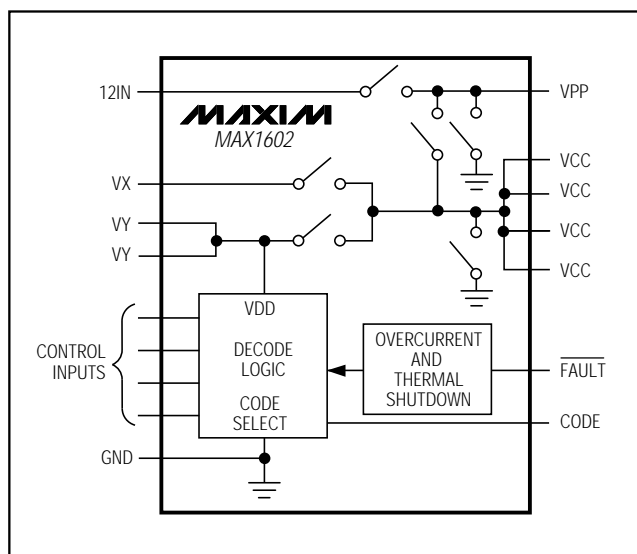 12IN
VPP
MAXIM
MAX1602
VCC
VX
VCC
VY
VCC
VY
VCC
VDD
DECODE
LOGIC
CODE
SELECT
CONTROL
INPUTS
OVERCURRENT
AND
THERMAL
SHUTDOWN
FAULT
CODE
GND